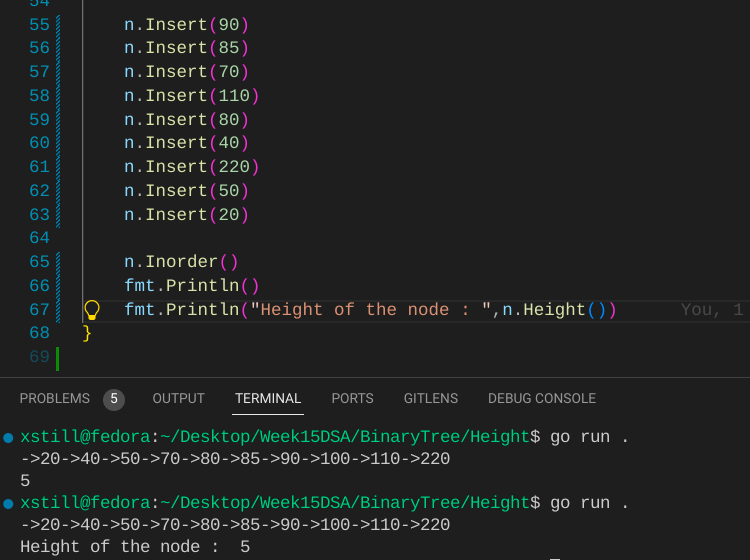 54
55 n.Insert(90)
56 n.Insert(85)
57 n.Insert(70)
58 n.Insert(110)
59 n.Insert(80)
60 n.Insert(40)
61 n.Insert(220)
62 n.Insert(50)
63 n.Insert(20)
64
65 n.Inorder()
66 fmt.Println()
67 fmt.Println("Height of the node : ",n.Height()) You, 1
68 }
69
PROBLEMS 5 OUTPUT TERMINAL PORTS GITLENS DEBUG CONSOLE
xstill@fedora:~/Desktop/Week15DSA/BinaryTree/Height$ go run .
->20->40->50->70->80->85->90->100->110->220
5
xstill@fedora:~/Desktop/Week15DSA/BinaryTree/Height$ go run .
->20->40->50->70->80->85->90->100->110->220
Height of the node :  5